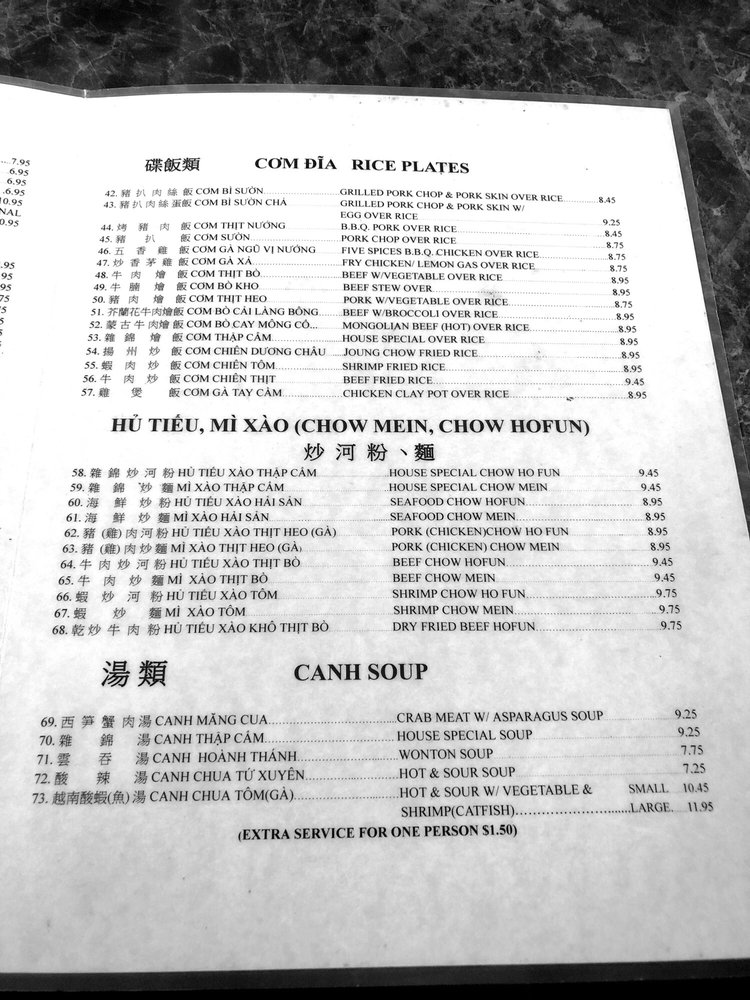 ...7.95
6.95
6.95
.6.95
10.95
NAL
0.95
.95
.95
.95
.95
.95
.95
95
碟飯類 CƠM ĐĨA RICE PLATES
42. 豬扒肉絲飯 CƠM BÌ SƯỜN GRILLED PORK CHOP & PORK SKIN OVER RICE 8.45
43. 豬扒肉絲蛋飯 CƠM BÌ SƯỜN CHẢ GRILLED PORK CHOP & PORK SKIN W/
EGG OVER RICE 9.25
44. 烤豬肉飯 CƠM THỊT NƯỚNG B.B.Q. PORK OVER RICE 8.45
45. 豬扒飯 CƠM SƯỜN PORK CHOP OVER RICE 8.75
46. 五香雞飯 CƠM GÀ NGŨ VỊ NƯỚNG FIVE SPICES B.B.Q. CHICKEN OVER RICE 8.75
47. 炒香茅雞飯 CƠM GÀ XẢ FRY CHICKEN/ LEMON GAS OVER RICE 8.75
48. 牛肉燴飯 CƠM THỊT BÒ BEEF W/VEGETABLE OVER RICE 8.95
49. 牛腩燴飯 CƠM BÒ KHO BEEF STEW OVER 8.95
50. 豬肉燴飯 CƠM THỊT HEO PORK W/VEGETABLE OVER RICE 8.75
51. 芥蘭花牛肉燴飯 CƠM BÒ CẢI LÀNG BÔNG BEEF W/BROCCOLI OVER RICE 8.95
52. 蒙古牛肉燴飯 CƠM BÒ CAY MÔNG CỔ... MONGOLIAN BEEF (HOT) OVER RICE 8.95
53. 雜錦燴飯 CƠM THẬP CẨM HOUSE SPECIAL OVER RICE 8.95
54. 揚州炒飯 CƠM CHIÊN DƯƠNG CHÂU JOUNG CHOW FRIED RICE 8.95
55. 蝦肉炒飯 CƠM CHIÊN TÔM SHRIMP FRIED RICE 8.95
56. 牛肉炒飯 CƠM CHIÊN THỊT BEEF FRIED RICE 9.45
57. 雞煲飯 CƠM GÀ TAY CẦM CHICKEN CLAY POT OVER RICE 8.95
HỦ TIẾU, MÌ XÀO (CHOW MEIN, CHOW HOFUN)
炒河粉、麵
58. 雜錦炒河粉 HỦ TIẾU XÀO THẬP CẨM HOUSE SPECIAL CHOW HO FUN 9.45
59. 雜錦炒麵 MÌ XÀO THẬP CẨM HOUSE SPECIAL CHOW MEIN 9.45
60. 海鮮炒粉 HỦ TIẾU XÀO HẢI SẢN SEAFOOD CHOW HOFUN 8.95
61. 海鮮炒麵 MÌ XÀO HẢI SẢN SEAFOOD CHOW MEIN 8.95
62. 豬(雞)肉河粉 HỦ TIẾU XÀO THỊT HEO (GÀ) PORK (CHICKEN)CHOW HO FUN 8.95
63. 豬(雞)肉炒麵 MÌ XÀO THỊT HEO (GÀ) PORK (CHICKEN) CHOW MEIN 8.95
64. 牛肉炒河粉 HỦ TIẾU XÀO THỊT BÒ BEEF CHOW HOFUN 9.45
65. 牛肉炒麵 MÌ XÀO THỊT BÒ BEEF CHOW MEIN 9.45
66. 蝦炒河粉 HỦ TIẾU XÀO TÔM SHRIMP CHOW HO FUN 9.75
67. 蝦炒麵 MÌ XÀO TÔM SHRIMP CHOW MEIN 9.75
68. 乾炒牛肉粉 HỦ TIẾU XÀO KHÔ THỊT BÒ DRY FRIED BEEF HOFUN 9.75
湯類 CANH SOUP
69. 西筍蟹肉湯 CANH MĂNG CUA CRAB MEAT W/ ASPARAGUS SOUP 9.25
70. 雜錦湯 CANH THẬP CẨM HOUSE SPECIAL SOUP 9.25
71. 雲吞湯 CANH HOÀNH THÁNH WONTON SOUP 7.75
72. 酸辣湯 CANH CHUA TỨ XUYÊN HOT & SOUR SOUP 7.25
73. 越南酸蝦(魚)湯 CANH CHUA TÔM(GÀ) HOT & SOUR W/ VEGETABLE & SMALL 10.45
SHRIMP(CATFISH) LARGE. 11.95
(EXTRA SERVICE FOR ONE PERSON $1.50)